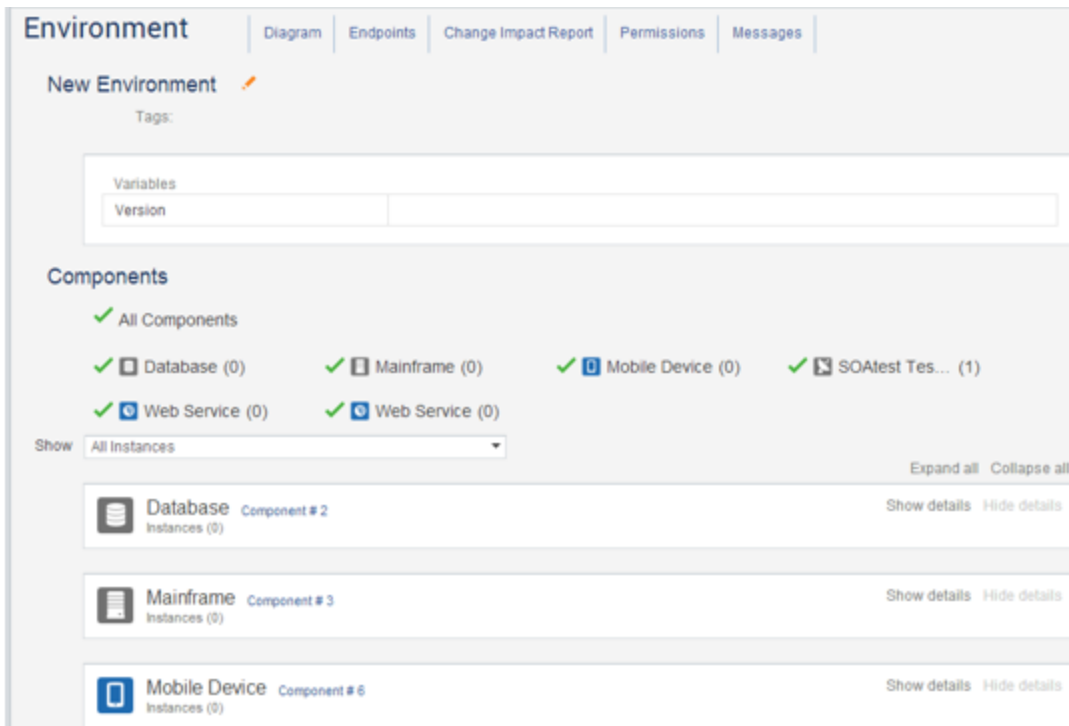 Environment Diagram Endpoints Change Impact Report Permissions Messages
New Environment
Tags:
Variables
Version
Components
All Components
Database (0) Mainframe (0) Mobile Device (0) SOAtest Tes... (1)
Web Service (0) Web Service (0)
Show All Instances
Expand all Collapse all
Database Component # 2 Show details Hide details
Instances (0)
Mainframe Component # 3 Show details Hide details
Instances (0)
Mobile Device Component # 6 Show details Hide details
Instances (0)